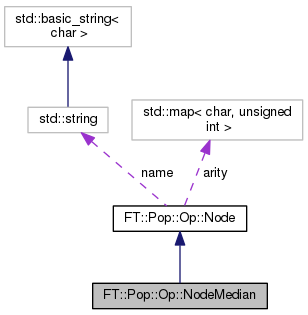 std::basic_string<
char >
std::string
std::map< char, unsigned
int >
name
arity
FT::Pop::Op::Node
FT::Pop::Op::NodeMedian